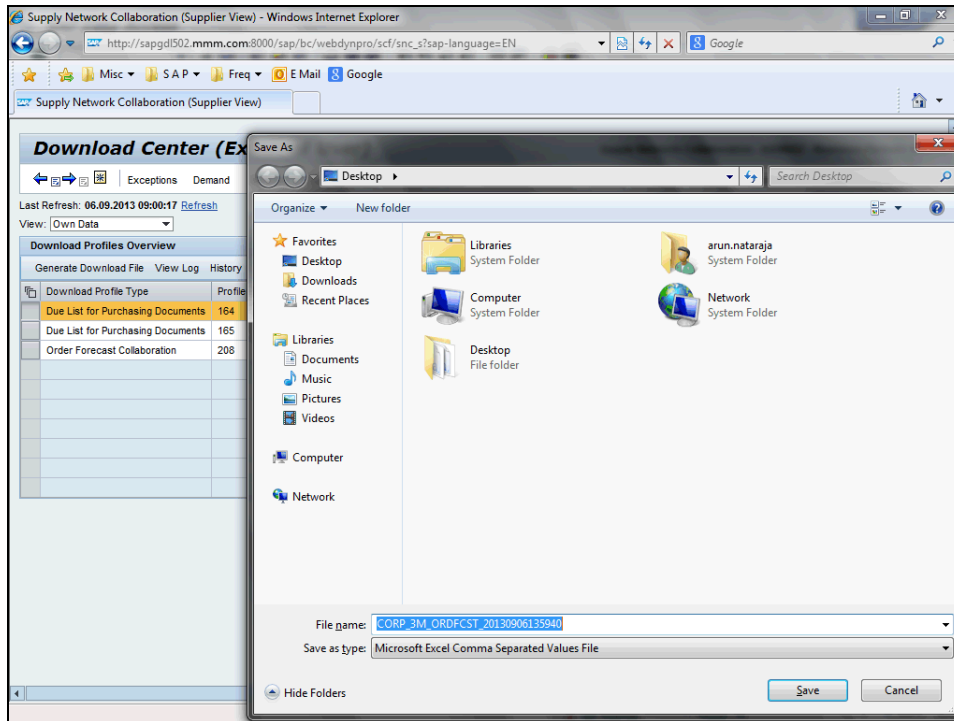 Supply Network Collaboration (Supplier View) - Windows Internet Explorer
http://sapgdl502.mmm.com:8000/sap/bc/webdynpro/scf/snc_s?sap-language=EN
Google
Misc SAP Freq E Mail Google
Supply Network Collaboration (Supplier View)
Download Center (Ex
Exceptions Demand
Last Refresh: 06.09.2013 09:00:17 Refresh
View: Own Data
Download Profiles Overview
Generate Download File View Log History
Download Profile Type Profile
Due List for Purchasing Documents 164
Due List for Purchasing Documents 165
Order Forecast Collaboration 208
Save As
Desktop
Search Desktop
Organize New folder
Favorites
Desktop
Downloads
Recent Places
Libraries
Documents
Music
Pictures
Videos
Computer
Network
Libraries
System Folder
arun.nataraja
System Folder
Computer
System Folder
Network
System Folder
Desktop
File folder
File name: CORP_3M_ORDFCST_20130906135940
Save as type: Microsoft Excel Comma Separated Values File
Hide Folders
Save
Cancel